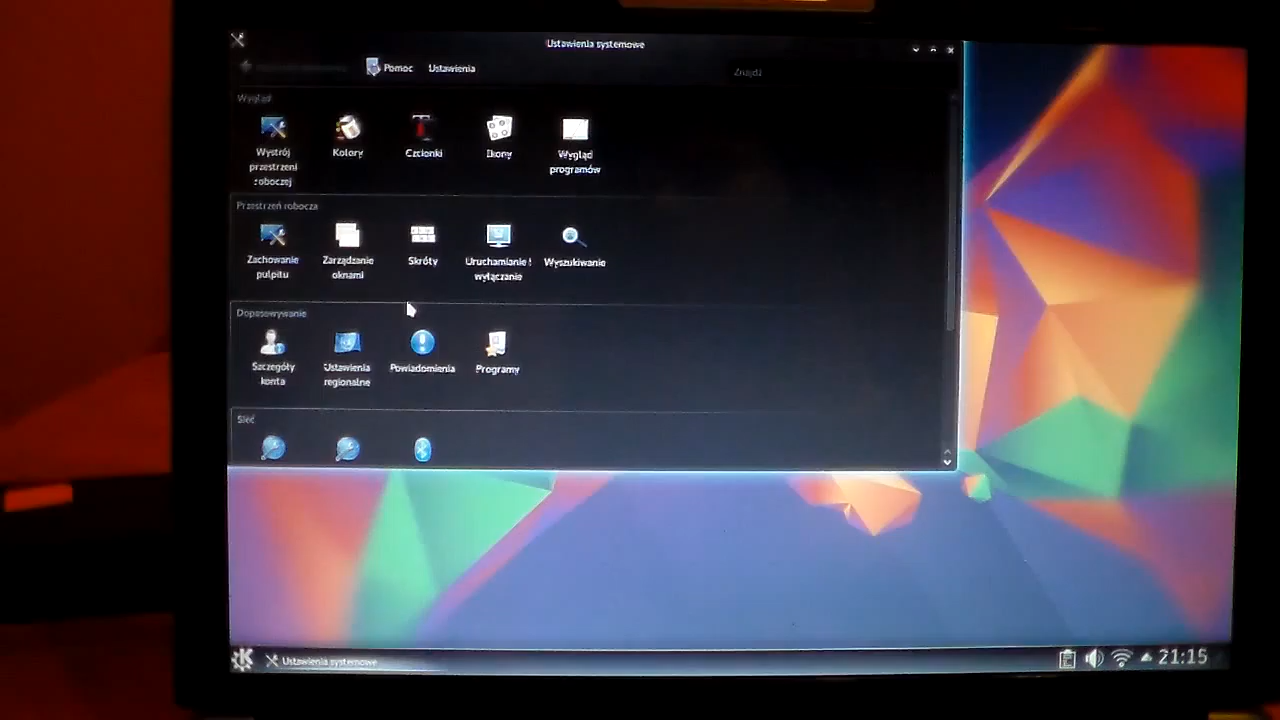 Ustawienia systemowe
Pomoc Ustawienia Znajdź
Wygląd
Wystrój przestrzeni roboczej
Kolory
Czcionki
Ikony
Wygląd programów
Przestrzeń robocza
Zachowanie pulpitu
Zarządzanie oknami
Skróty
Uruchamianie i wyłączanie
Wyszukiwanie
Dopasowywanie
Szczegóły konta
Ustawienia regionalne
Powiadomienia
Programy
Sieć
Ustawienia systemowe
21:15